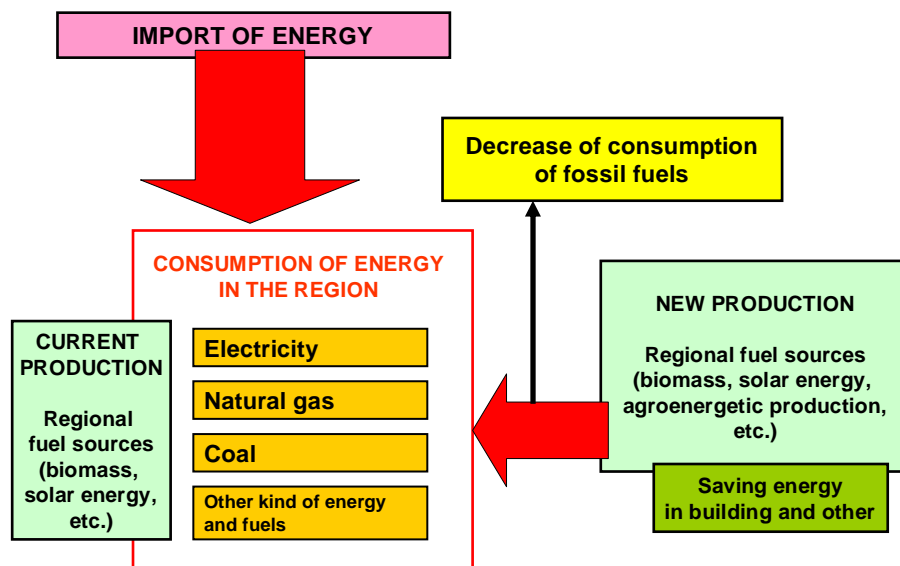 IMPORT OF ENERGY
Decrease of consumption
of fossil fuels
CONSUMPTION OF ENERGY
IN THE REGION
Electricity
Natural gas
Coal
Other kind of energy
and fuels
CURRENT
PRODUCTION
Regional
fuel sources
(biomass,
solar energy,
etc.)
NEW PRODUCTION
Regional fuel sources
(biomass, solar energy,
agroenergetic production,
etc.)
Saving energy
in building and other